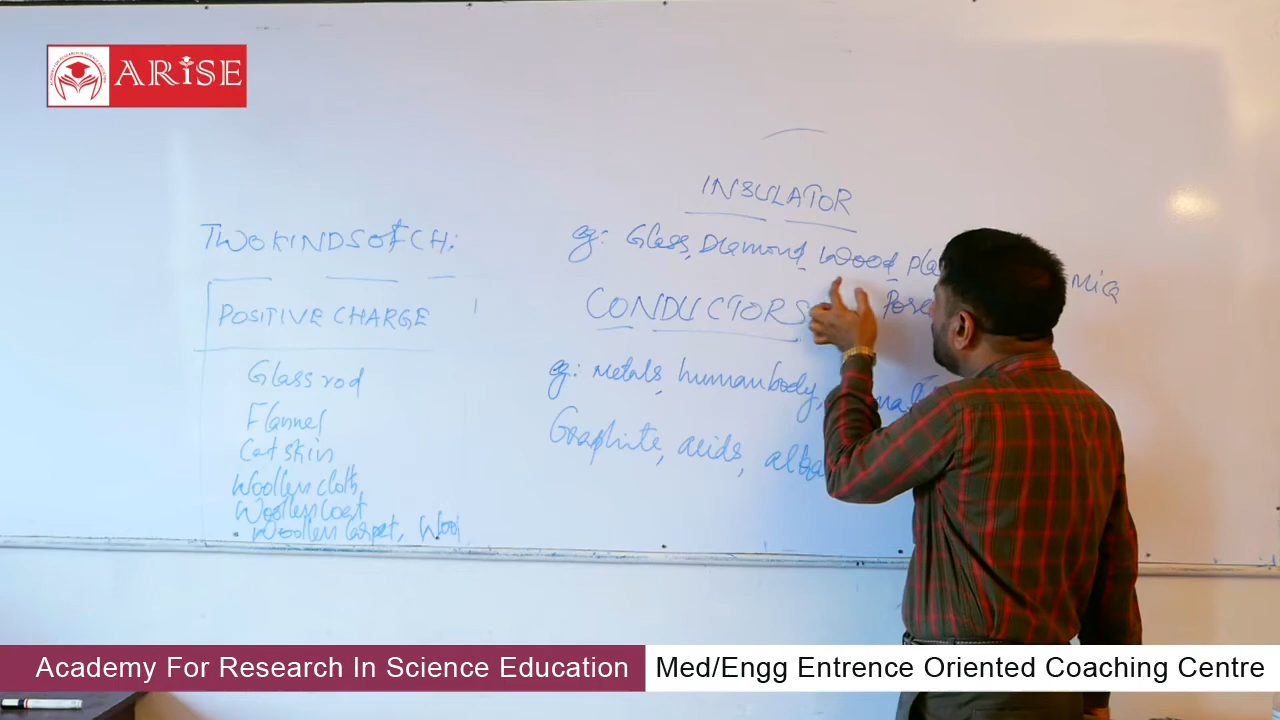 ARISE
TWO KINDS OF CH:
POSITIVE CHARGE
Glass rod
Flannel
Cat skin
Woollen cloth,
Woollen Coat
Woollen Carpet, Wool
INSULATOR
eg: Glass, Diamond, Wood, Mica
CONDUCTORS
eg: Metals, human body,
Graphite, acids,
Academy For Research In Science Education
Med/Engg Entrence Oriented Coaching Centre